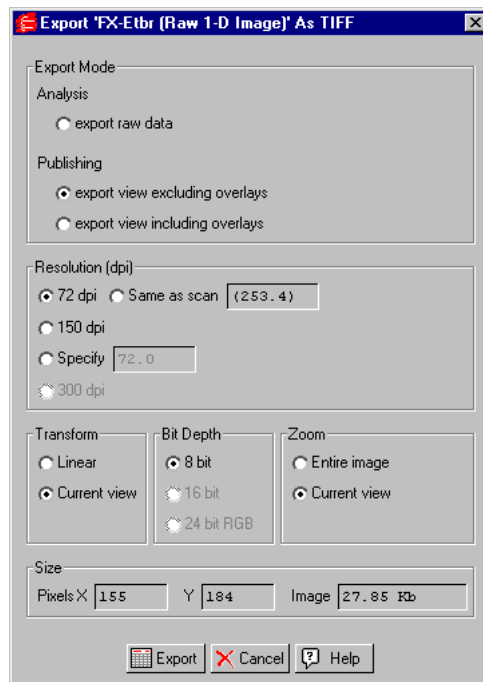 Export 'FX-Etbr (Raw 1-D Image)' As TIFF
Export Mode
Analysis
export raw data
Publishing
export view excluding overlays
export view including overlays
Resolution (dpi)
72 dpi Same as scan (253.4)
150 dpi
Specify 72.0
300 dpi
Transform Bit Depth Zoom
Linear 8 bit Entire image
Current view 16 bit Current view
24 bit RGB
Size
Pixels X 155 Y 184 Image 27.85 Kb
Export Cancel Help